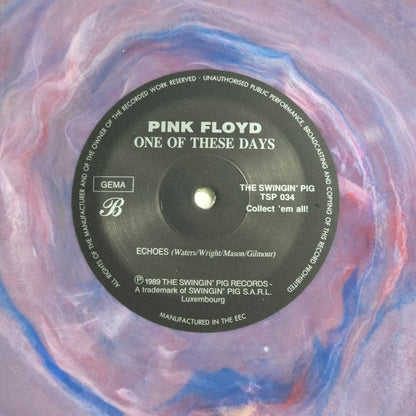 ALL RIGHTS OF THE MANUFACTURER AND OF THE OWNER OF THE RECORDED WORK RESERVED · UNAUTHORISED PUBLIC PERFORMANCE, BROADCASTING AND COPYING OF THIS RECORD PROHIBITED
PINK FLOYD
ONE OF THESE DAYS
GEMA
B
THE SWINGIN' PIG
TSP 034
Collect 'em all!
ECHOES (Waters/Wright/Mason/Gilmour)
Ⓟ 1989 THE SWINGIN' PIG RECORDS -
A trademark of SWINGIN' PIG S.A.R.L.
Luxembourg
MANUFACTURED IN THE EEC